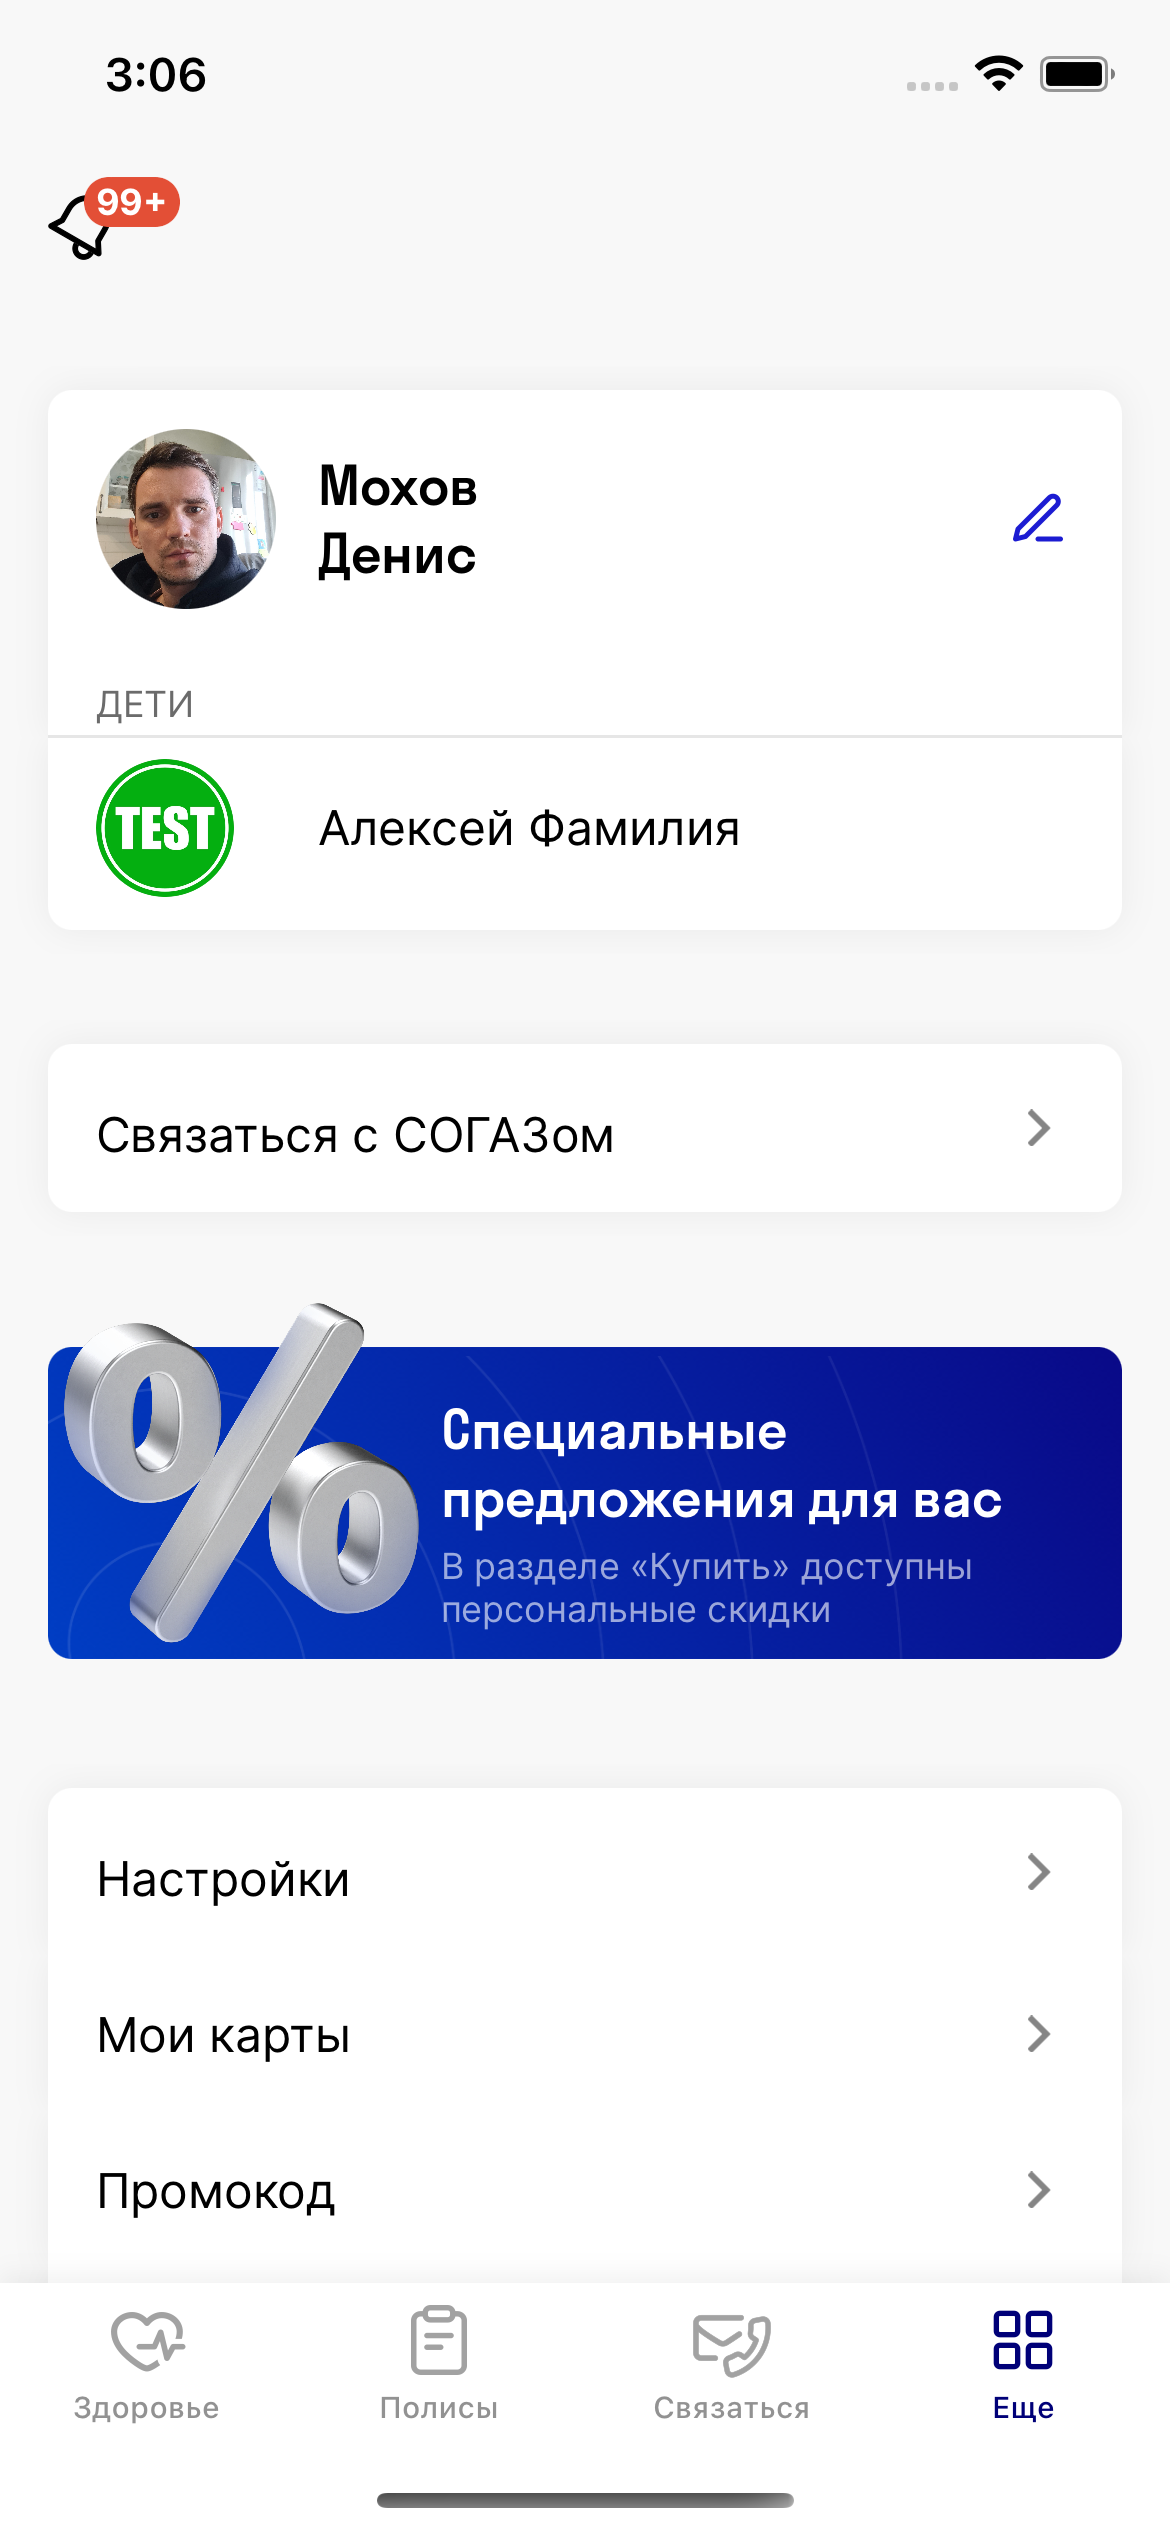 3:06
99+
Мохов
Денис
ДЕТИ
TEST
Алексей Фамилия
Связаться с СОГАЗом
%
Специальные
предложения для вас
В разделе «Купить» доступны
персональные скидки
Настройки
Мои карты
Промокод
Здоровье
Полисы
Связаться
Еще